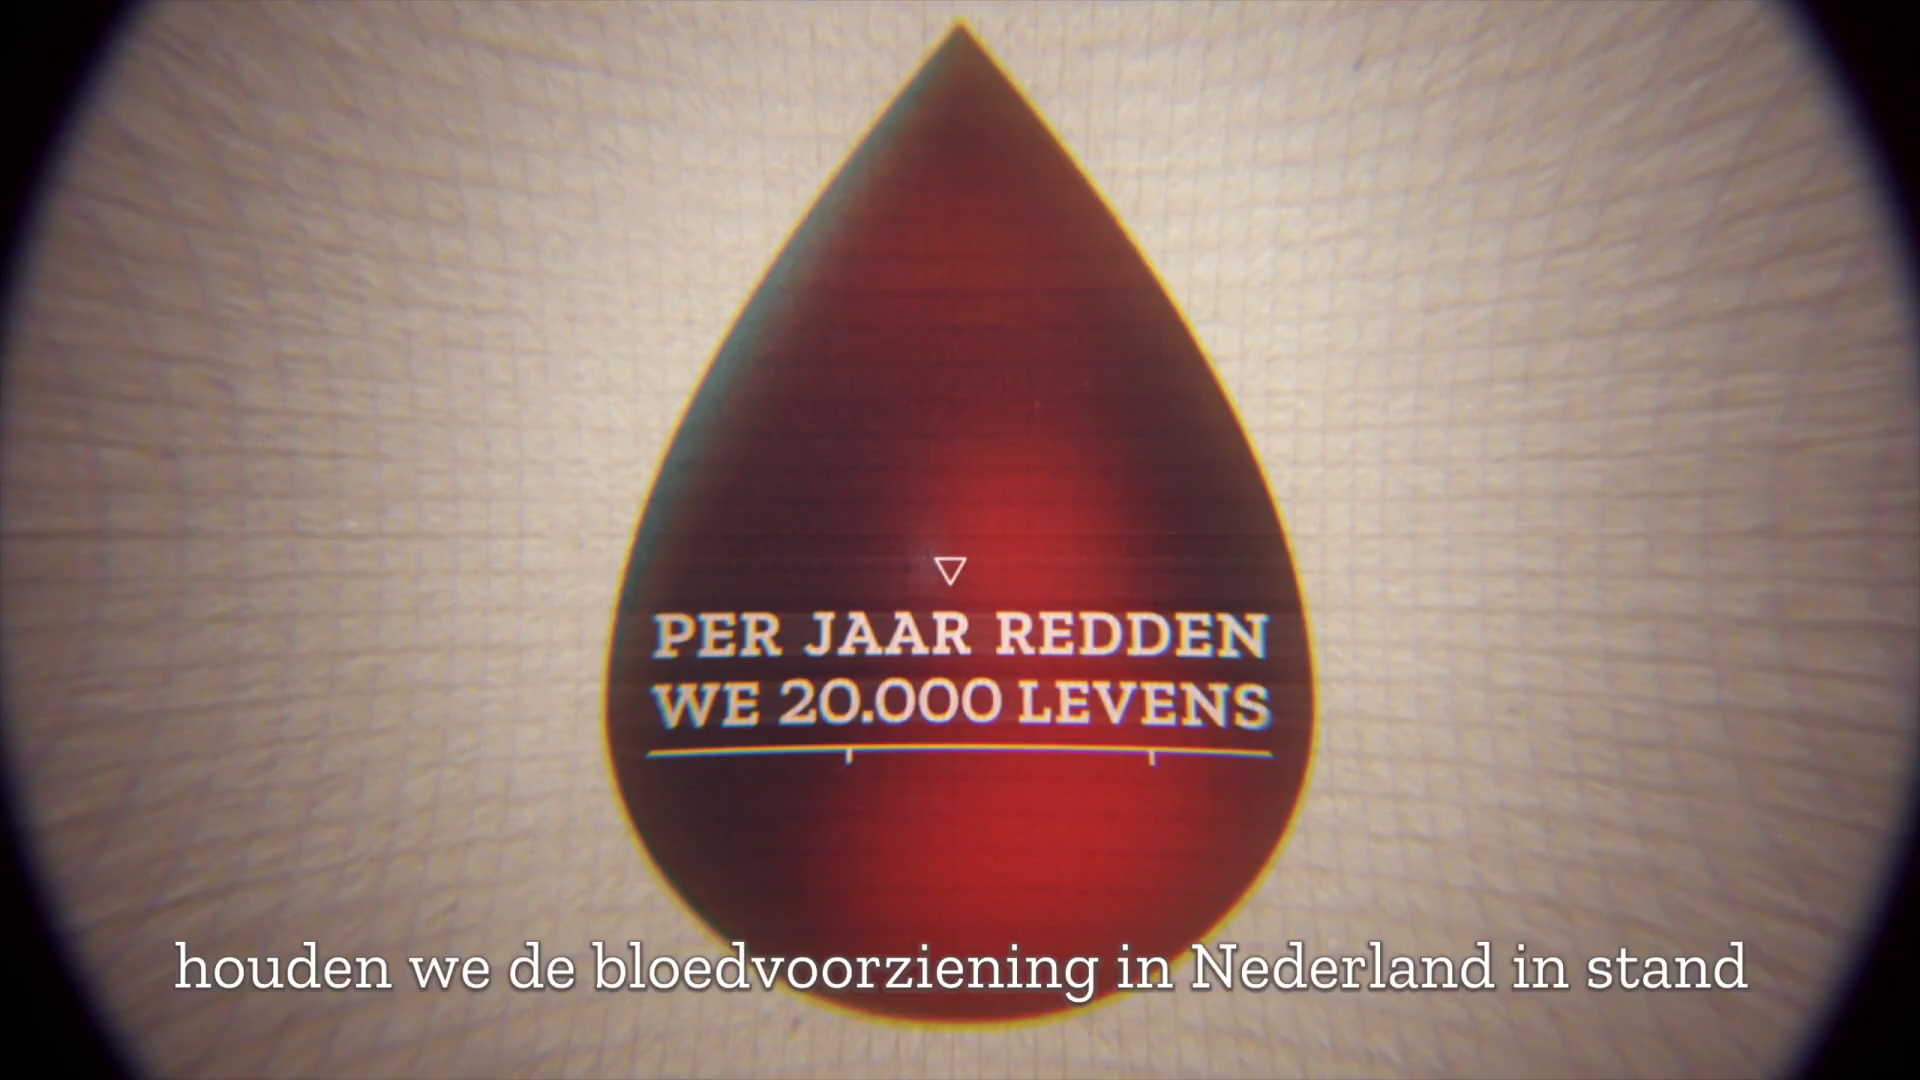 PER JAAR REDDEN
WE 20.000 LEVENS
houden we de bloedvoorziening in Nederland in stand